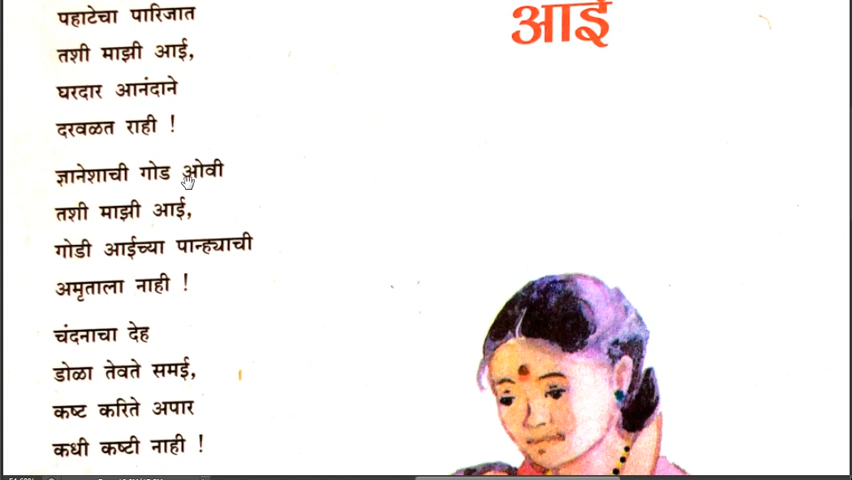 आई
पहाटेचा पारिजात
तशी माझी आई,
घरदार आनंदाने
दरवळत राही !
ज्ञानेशाची गोड ओवी
तशी माझी आई,
गोडी आईच्या पान्ह्याची
अमृताला नाही !
चंदनाचा देह
डोळा तेवते समई,
कष्ट करिते अपार
कधी कष्टी नाही !